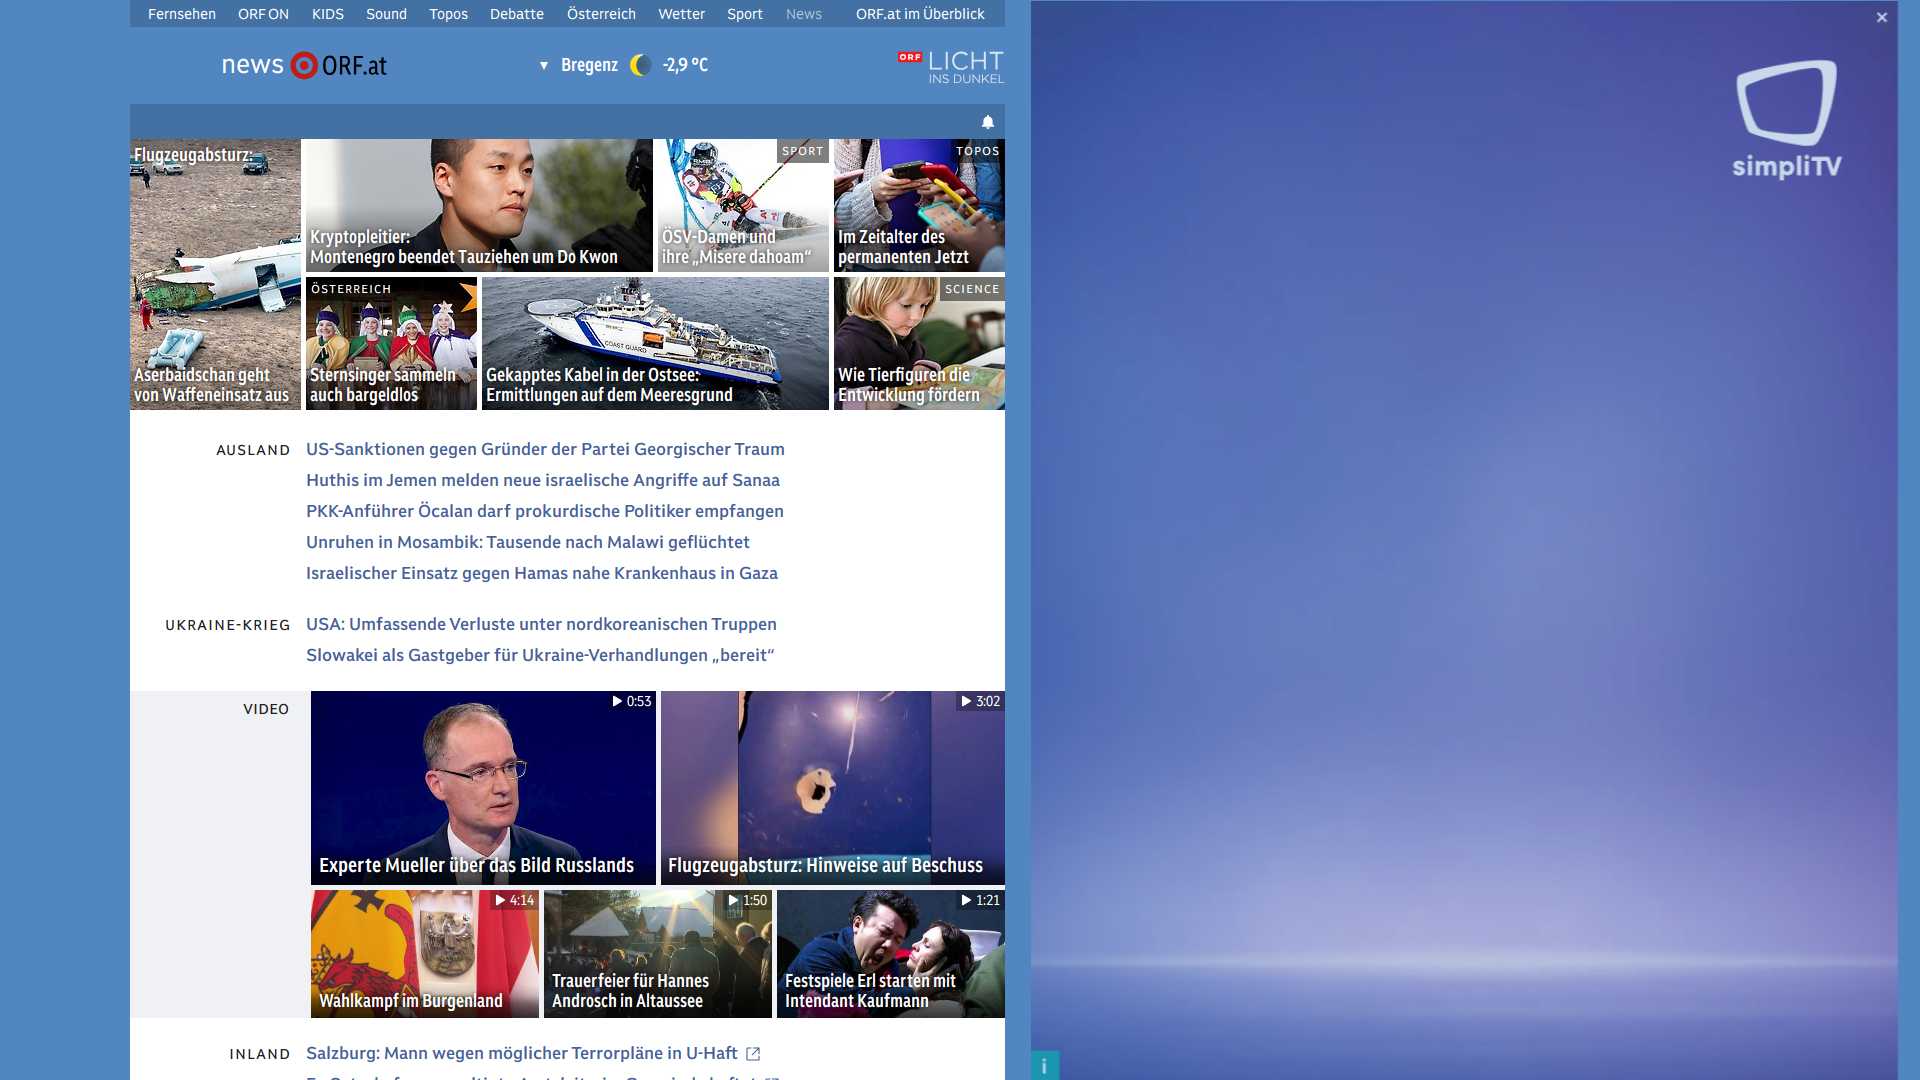 Fernsehen ORF ON KIDS Sound Topos Debatte Österreich Wetter Sport News ORF.at im Überblick
news ORF.at
▼ Bregenz -2,9 °C
ORF LICHT
INS DUNKEL
simpliTV
Flugzeugabsturz:
Aserbaidschan geht
von Waffeneinsatz aus
Kryptopleitier:
Montenegro beendet Tauziehen um Do Kwon
SPORT
ÖSV-Damen und
ihre „Misere dahoam“
TOPOS
Im Zeitalter des
permanenten Jetzt
ÖSTERREICH
Sternsinger sammeln
auch bargeldlos
COAST GUARD
Gekapptes Kabel in der Ostsee:
Ermittlungen auf dem Meeresgrund
SCIENCE
Wie Tierfiguren die
Entwicklung fördern
AUSLAND
US-Sanktionen gegen Gründer der Partei Georgischer Traum
Huthis im Jemen melden neue israelische Angriffe auf Sanaa
PKK-Anführer Öcalan darf prokurdische Politiker empfangen
Unruhen in Mosambik: Tausende nach Malawi geflüchtet
Israelischer Einsatz gegen Hamas nahe Krankenhaus in Gaza
UKRAINE-KRIEG
USA: Umfassende Verluste unter nordkoreanischen Truppen
Slowakei als Gastgeber für Ukraine-Verhandlungen „bereit“
VIDEO
0:53
Experte Mueller über das Bild Russlands
3:02
Flugzeugabsturz: Hinweise auf Beschuss
4:14
Wahlkampf im Burgenland
1:50
Trauerfeier für Hannes
Androsch in Altaussee
1:21
Festspiele Erl starten mit
Intendant Kaufmann
INLAND
Salzburg: Mann wegen möglicher Terrorpläne in U-Haft